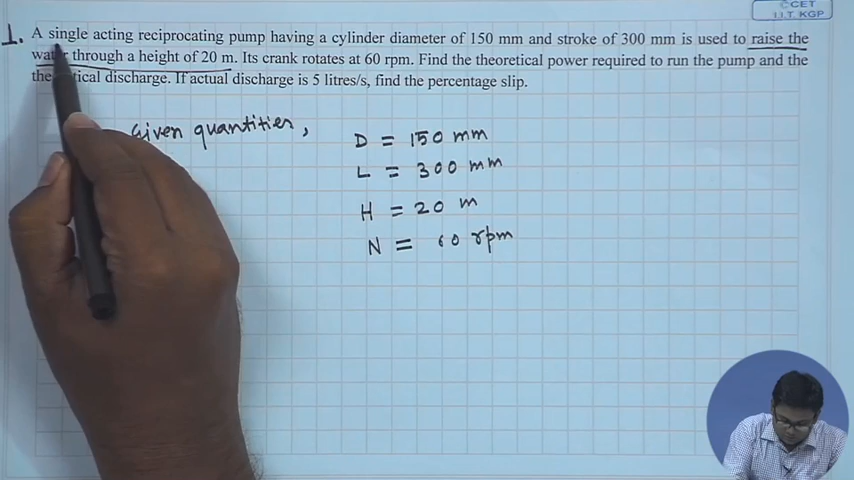 CCET
I.I.T. KGP
1. A single acting reciprocating pump having a cylinder diameter of 150 mm and stroke of 300 mm is used to raise the
water through a height of 20 m. Its crank rotates at 60 rpm. Find the theoretical power required to run the pump and the
theoretical discharge. If actual discharge is 5 litres/s, find the percentage slip.
Given quantities,
D = 150 mm
L = 300 mm
H = 20 m
N = 60 rpm